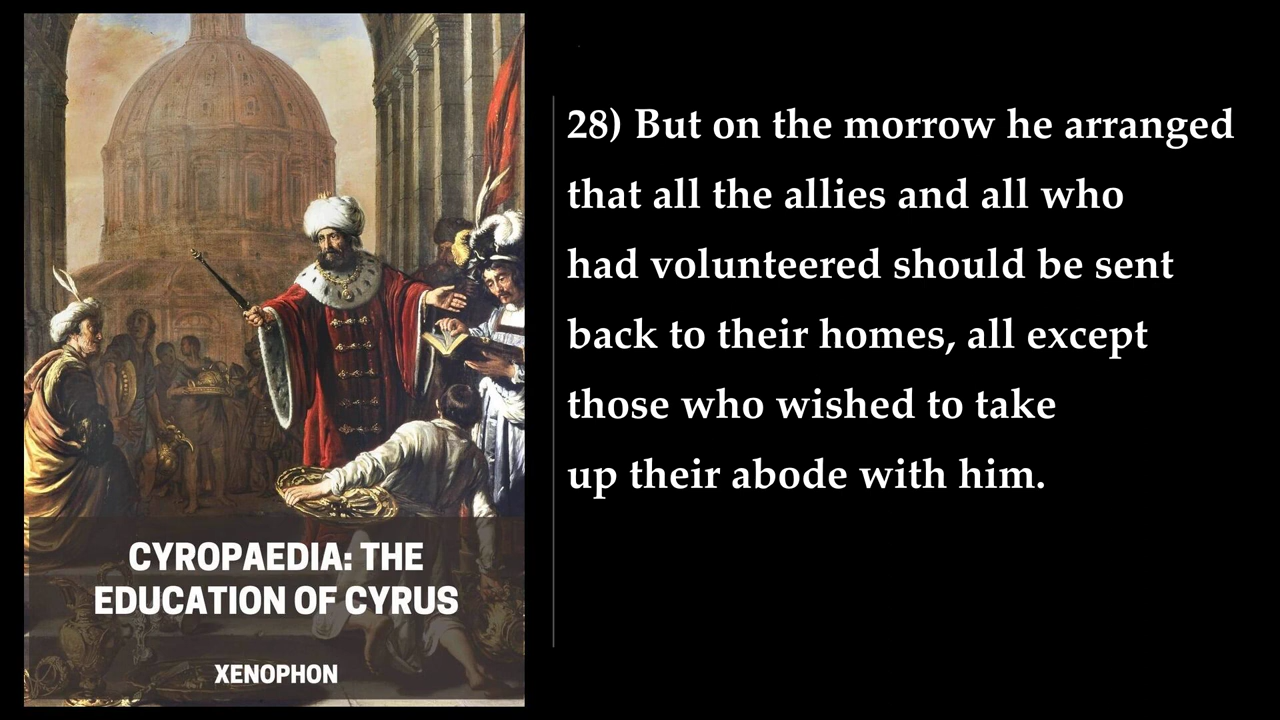 28) But on the morrow he arranged
that all the allies and all who
had volunteered should be sent
back to their homes, all except
those who wished to take
up their abode with him.
CYROPAEDIA: THE
EDUCATION OF CYRUS
XENOPHON